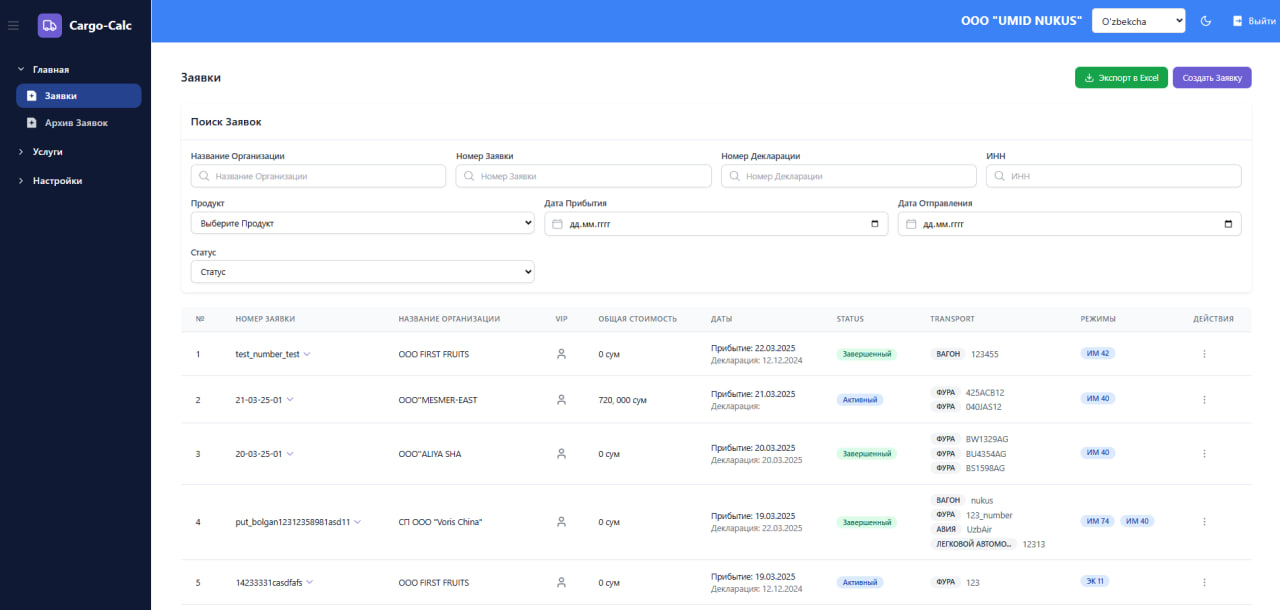 Cargo-Calc
ООО "UMID NUKUS"
O'zbekcha
Выйти
Главная
Заявки
Архив Заявок
Услуги
Настройки
Заявки
Экспорт в Excel
Создать Заявку
Поиск Заявок
Название Организации
Номер Заявки
Номер Декларации
ИНН
Название Организации
Номер Заявки
Номер Декларации
ИНН
Продукт
Дата Прибытия
Дата Отправления
Выберите Продукт
дд.мм.гггг
дд.мм.гггг
Статус
Статус
№ НОМЕР ЗАЯВКИ НАЗВАНИЕ ОРГАНИЗАЦИИ VIP ОБЩАЯ СТОИМОСТЬ ДАТЫ STATUS TRANSPORT РЕЖИМЫ ДЕЙСТВИЯ
1 test_number_test ООО FIRST FRUITS 0 сум
Прибытие: 22.03.2025
Декларация: 12.12.2024
Завершенный
ВАГОН 123455
ИМ 42
2 21-03-25-01 ООО"MESMER-EAST 720, 000 сум
Прибытие: 21.03.2025
Декларация:
Активный
ФУРА 425ACB12
ФУРА 040JAS12
ИМ 40
3 20-03-25-01 ООО"ALIYA SHA 0 сум
Прибытие: 20.03.2025
Декларация: 20.03.2025
Завершенный
ФУРА BW1329AG
ФУРА BU4354AG
ФУРА BS1598AG
ИМ 40
4 put_bolgan12312358981asd11 СП ООО "Voris China" 0 сум
Прибытие: 19.03.2025
Декларация: 22.03.2025
Завершенный
ВАГОН nukus
ФУРА 123_number
АВИЯ UzbAir
ЛЕГКОВОЙ АВТОМО... 12313
ИМ 74 ИМ 40
5 14233331casdfafs ООО FIRST FRUITS 0 сум
Прибытие: 19.03.2025
Декларация: 12.12.2024
Активный
ФУРА 123
ЭК 11